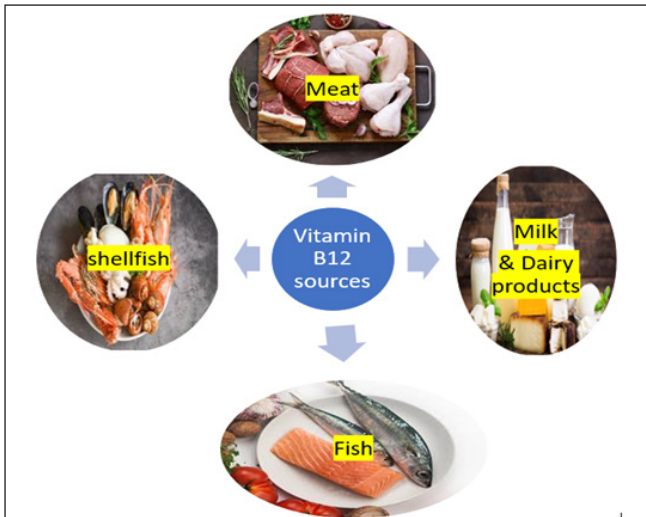 Meat
shellfish
Vitamin
B12
sources
Milk
& Dairy
products
Fish